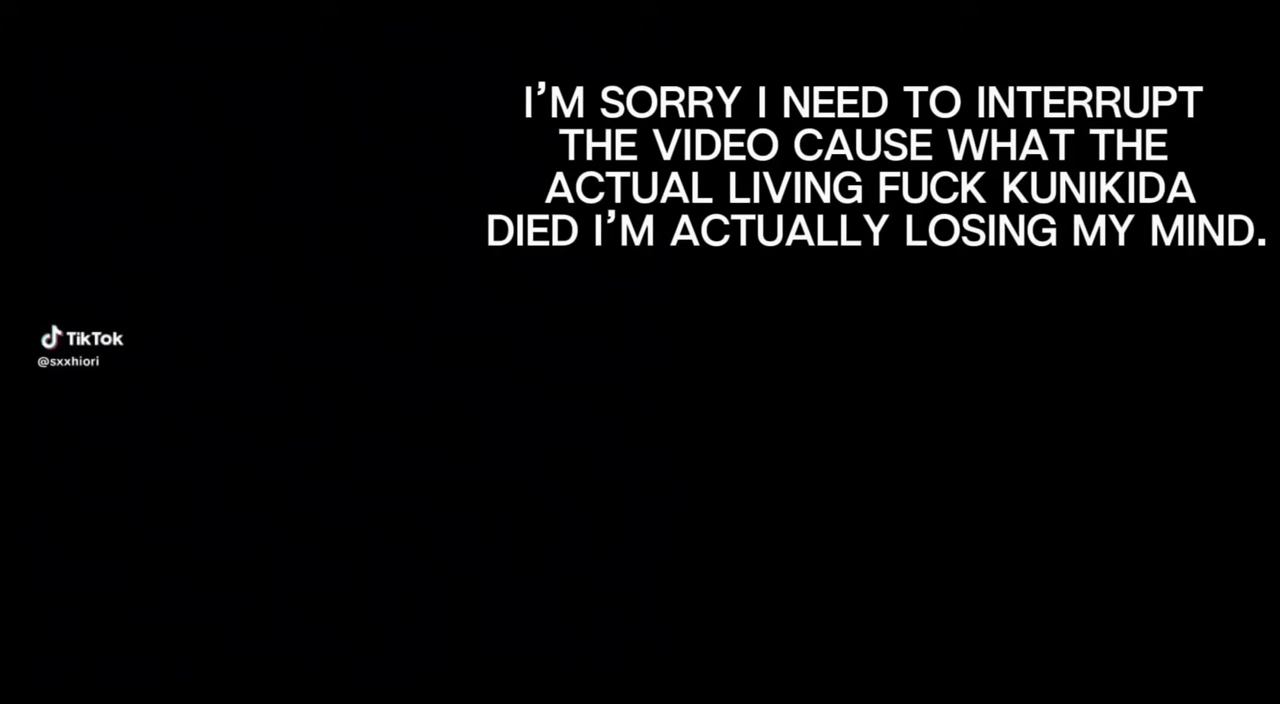 I’M SORRY I NEED TO INTERRUPT
THE VIDEO CAUSE WHAT THE
ACTUAL LIVING FUCK KUNIKIDA
DIED I’M ACTUALLY LOSING MY MIND.
TikTok
@sxxhiori